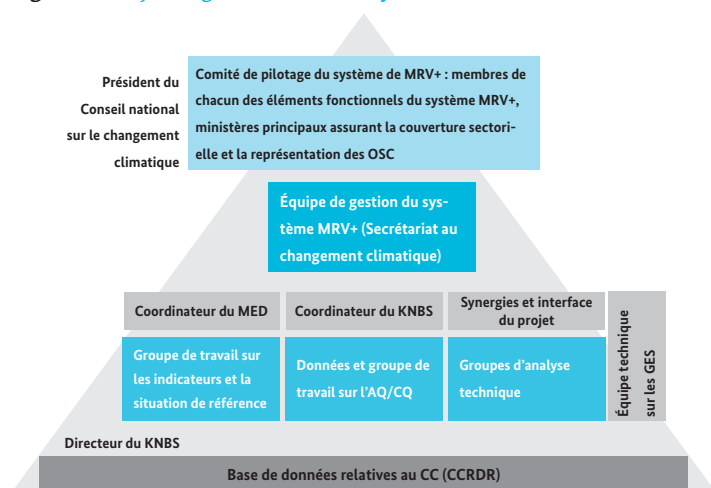 Président du
Conseil national
sur le changement
climatique
Comité de pilotage du système de MRV+ : membres de
chacun des éléments fonctionnels du système MRV+,
ministères principaux assurant la couverture sectori-
elle et la représentation des OSC
Équipe de gestion du sys-
tème MRV+ (Secrétariat au
changement climatique)
Coordinateur du MED
Coordinateur du KNBS
Synergies et interface
du projet
Groupe de travail sur
les indicateurs et la
situation de référence
Données et groupe de
travail sur l'AQ/CQ
Groupes d'analyse
technique
Équipe technique
sur les GES
Directeur du KNBS
Base de données relatives au CC (CCRDR)